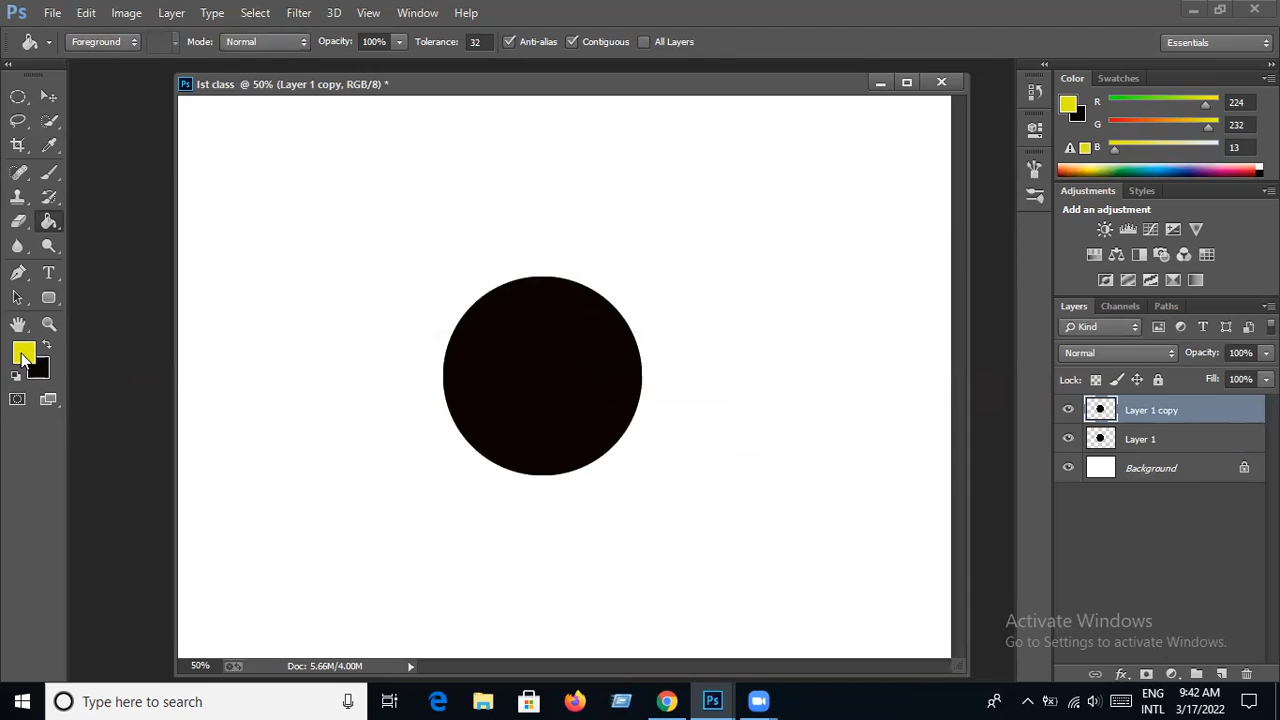 Ps File Edit Image Layer Type Select Filter 3D View Window Help
Foreground Mode: Normal Opacity: 100% Tolerance: 32 Anti-alias Contiguous All Layers Essentials
Ps Ist class @ 50% (Layer 1 copy, RGB/8) *
Color Swatches
R 224
G 232
B 13
Adjustments Styles
Add an adjustment
T
Layers Channels Paths
Kind T
Normal Opacity: 100%
Lock: Fill: 100%
Layer 1 copy
Layer 1
Background
Activate Windows
Go to Settings to activate Windows.
50% Doc: 5.66M/4.00M
fx
Type here to search
Ps
ENG
INTL
9:42 AM
3/17/2022